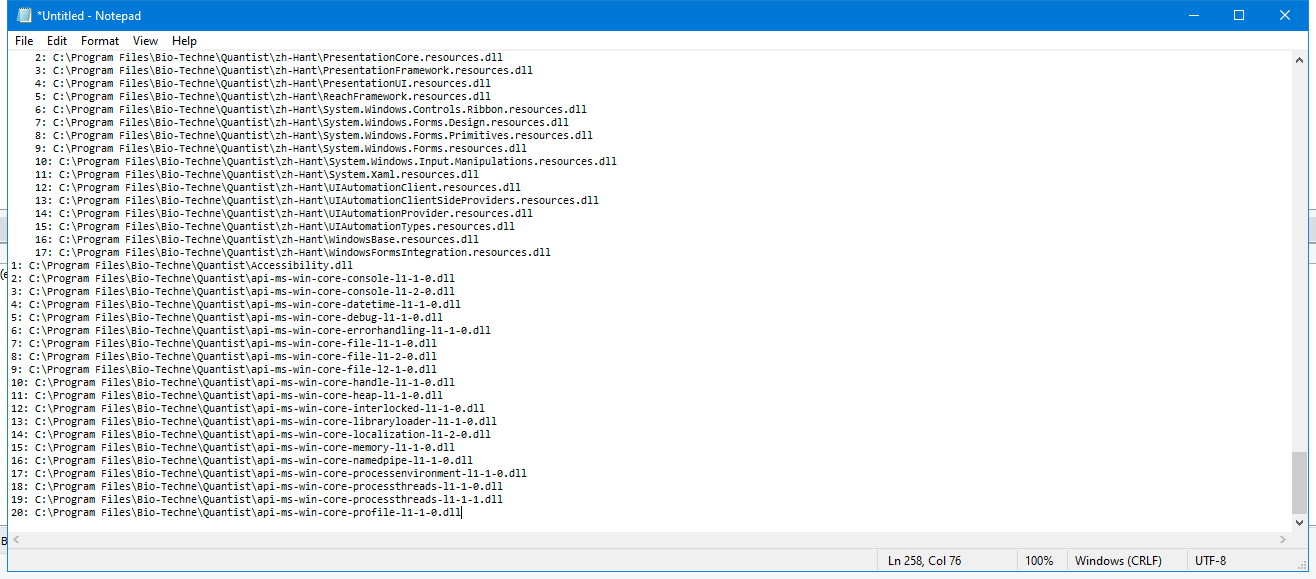 *Untitled - Notepad
File Edit Format View Help
2: C:\Program Files\Bio-Techne\Quantist\zh-Hant\PresentationCore.resources.dll
3: C:\Program Files\Bio-Techne\Quantist\zh-Hant\PresentationFramework.resources.dll
4: C:\Program Files\Bio-Techne\Quantist\zh-Hant\PresentationUI.resources.dll
5: C:\Program Files\Bio-Techne\Quantist\zh-Hant\ReachFramework.resources.dll
6: C:\Program Files\Bio-Techne\Quantist\zh-Hant\System.Windows.Controls.Ribbon.resources.dll
7: C:\Program Files\Bio-Techne\Quantist\zh-Hant\System.Windows.Forms.Design.resources.dll
8: C:\Program Files\Bio-Techne\Quantist\zh-Hant\System.Windows.Forms.Primitives.resources.dll
9: C:\Program Files\Bio-Techne\Quantist\zh-Hant\System.Windows.Forms.resources.dll
10: C:\Program Files\Bio-Techne\Quantist\zh-Hant\System.Windows.Input.Manipulations.resources.dll
11: C:\Program Files\Bio-Techne\Quantist\zh-Hant\System.Xaml.resources.dll
12: C:\Program Files\Bio-Techne\Quantist\zh-Hant\UIAutomationClient.resources.dll
13: C:\Program Files\Bio-Techne\Quantist\zh-Hant\UIAutomationClientSideProviders.resources.dll
14: C:\Program Files\Bio-Techne\Quantist\zh-Hant\UIAutomationProvider.resources.dll
15: C:\Program Files\Bio-Techne\Quantist\zh-Hant\UIAutomationTypes.resources.dll
16: C:\Program Files\Bio-Techne\Quantist\zh-Hant\WindowsBase.resources.dll
17: C:\Program Files\Bio-Techne\Quantist\zh-Hant\WindowsFormsIntegration.resources.dll
1: C:\Program Files\Bio-Techne\Quantist\Accessibility.dll
2: C:\Program Files\Bio-Techne\Quantist\api-ms-win-core-console-l1-1-0.dll
3: C:\Program Files\Bio-Techne\Quantist\api-ms-win-core-console-l1-2-0.dll
4: C:\Program Files\Bio-Techne\Quantist\api-ms-win-core-datetime-l1-1-0.dll
5: C:\Program Files\Bio-Techne\Quantist\api-ms-win-core-debug-l1-1-0.dll
6: C:\Program Files\Bio-Techne\Quantist\api-ms-win-core-errorhandling-l1-1-0.dll
7: C:\Program Files\Bio-Techne\Quantist\api-ms-win-core-file-l1-1-0.dll
8: C:\Program Files\Bio-Techne\Quantist\api-ms-win-core-file-l1-2-0.dll
9: C:\Program Files\Bio-Techne\Quantist\api-ms-win-core-file-l2-1-0.dll
10: C:\Program Files\Bio-Techne\Quantist\api-ms-win-core-handle-l1-1-0.dll
11: C:\Program Files\Bio-Techne\Quantist\api-ms-win-core-heap-l1-1-0.dll
12: C:\Program Files\Bio-Techne\Quantist\api-ms-win-core-interlocked-l1-1-0.dll
13: C:\Program Files\Bio-Techne\Quantist\api-ms-win-core-libraryloader-l1-1-0.dll
14: C:\Program Files\Bio-Techne\Quantist\api-ms-win-core-localization-l1-2-0.dll
15: C:\Program Files\Bio-Techne\Quantist\api-ms-win-core-memory-l1-1-0.dll
16: C:\Program Files\Bio-Techne\Quantist\api-ms-win-core-namedpipe-l1-1-0.dll
17: C:\Program Files\Bio-Techne\Quantist\api-ms-win-core-processenvironment-l1-1-0.dll
18: C:\Program Files\Bio-Techne\Quantist\api-ms-win-core-processthreads-l1-1-0.dll
19: C:\Program Files\Bio-Techne\Quantist\api-ms-win-core-processthreads-l1-1-1.dll
20: C:\Program Files\Bio-Techne\Quantist\api-ms-win-core-profile-l1-1-0.dll
Ln 258, Col 76 100% Windows (CRLF) UTF-8